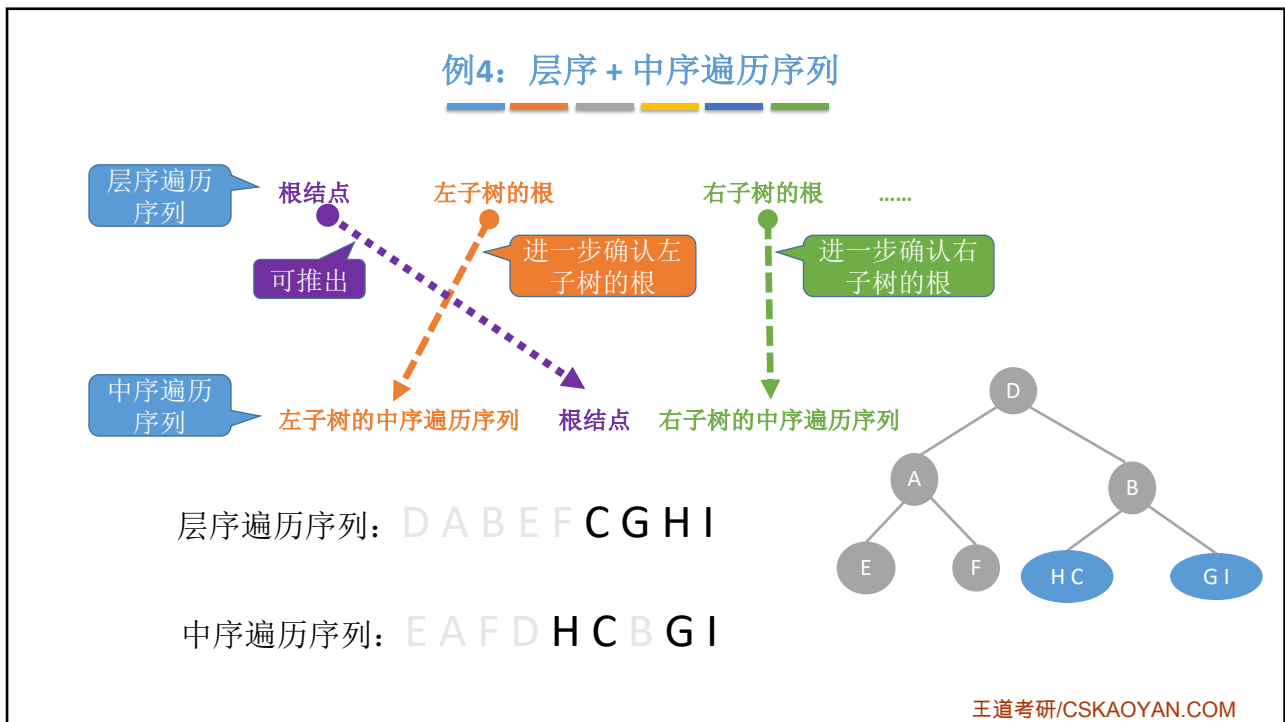 例4：层序 + 中序遍历序列
层序遍历
序列
根结点
左子树的根
右子树的根
……
可推出
进一步确认左
子树的根
进一步确认右
子树的根
中序遍历
序列
左子树的中序遍历序列
根结点
右子树的中序遍历序列
D
A
B
E
F
H C
G I
层序遍历序列：D A B E F C G H I
中序遍历序列：E A F D H C B G I
王道考研/CSKAOYAN.COM